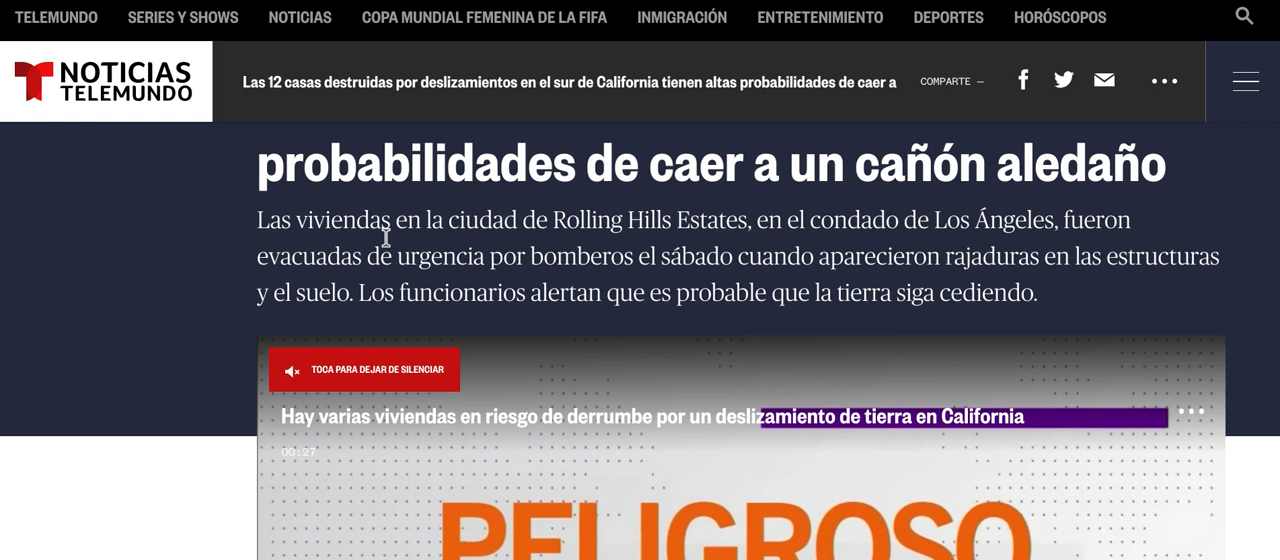 TELEMUNDO SERIES Y SHOWS NOTICIAS COPA MUNDIAL FEMENINA DE LA FIFA INMIGRACIÓN ENTRETENIMIENTO DEPORTES HORÓSCOPOS
NOTICIAS
TELEMUNDO
Las 12 casas destruidas por deslizamientos en el sur de California tienen altas probabilidades de caer a
COMPARTE –
probabilidades de caer a un cañón aledaño
Las viviendas en la ciudad de Rolling Hills Estates, en el condado de Los Ángeles, fueron
evacuadas de urgencia por bomberos el sábado cuando aparecieron rajaduras en las estructuras
y el suelo. Los funcionarios alertan que es probable que la tierra siga cediendo.
TOCA PARA DEJAR DE SILENCIAR
Hay varias viviendas en riesgo de derrumbe por un deslizamiento de tierra en California
00:27
PELIGROSO